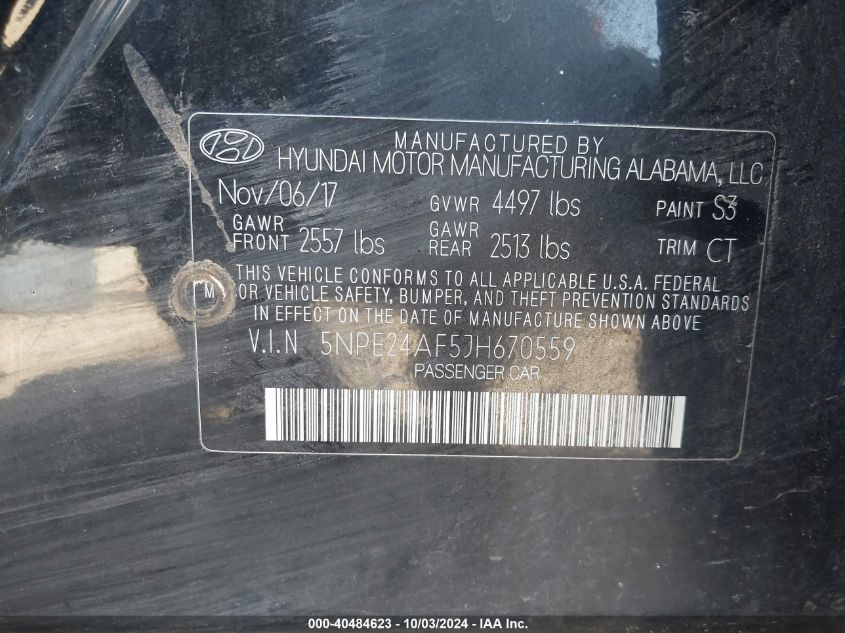 MANUFACTURED BY
HYUNDAI MOTOR MANUFACTURING ALABAMA, LLC
Nov/06/17 GVWR 4497 lbs PAINT S3
GAWR FRONT 2557 lbs GAWR REAR 2513 lbs TRIM CT
THIS VEHICLE CONFORMS TO ALL APPLICABLE U.S.A. FEDERAL
OR VEHICLE SAFETY, BUMPER, AND THEFT PREVENTION STANDARDS
M
IN EFFECT ON THE DATE OF MANUFACTURE SHOWN ABOVE.
V.I.N 5NPE24AF5JH670559
PASSENGER CAR
000-40484623 - 10/03/2024 - IAA Inc.